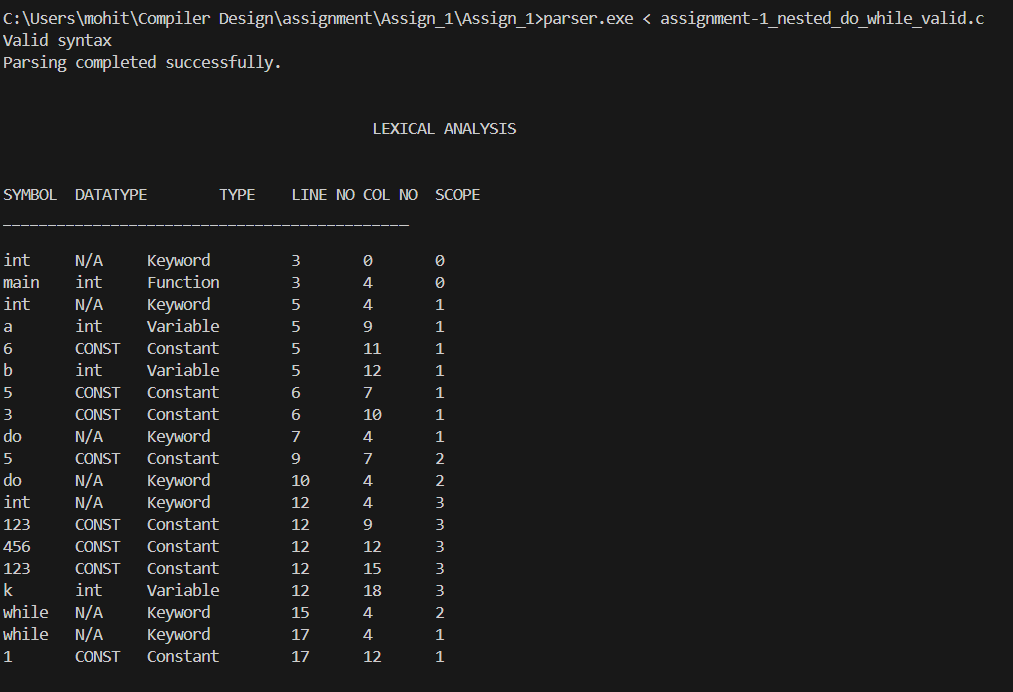 C:\Users\mohit\Compiler Design\assignment\Assign_1\Assign_1>parser.exe < assignment-1_nested_do_while_valid.c
Valid syntax
Parsing completed successfully.
LEXICAL ANALYSIS
SYMBOL  DATATYPE        TYPE    LINE NO COL NO  SCOPE
_____________________________________________
int     N/A     Keyword         3       0       0
main    int     Function        3       4       0
int     N/A     Keyword         5       4       1
a       int     Variable        5       9       1
6       CONST   Constant        5       11      1
b       int     Variable        5       12      1
5       CONST   Constant        6       7       1
3       CONST   Constant        6       10      1
do      N/A     Keyword         7       4       1
5       CONST   Constant        9       7       2
do      N/A     Keyword         10      4       2
int     N/A     Keyword         12      4       3
123     CONST   Constant        12      9       3
456     CONST   Constant        12      12      3
123     CONST   Constant        12      15      3
k       int     Variable        12      18      3
while   N/A     Keyword         15      4       2
while   N/A     Keyword         17      4       1
1       CONST   Constant        17      12      1